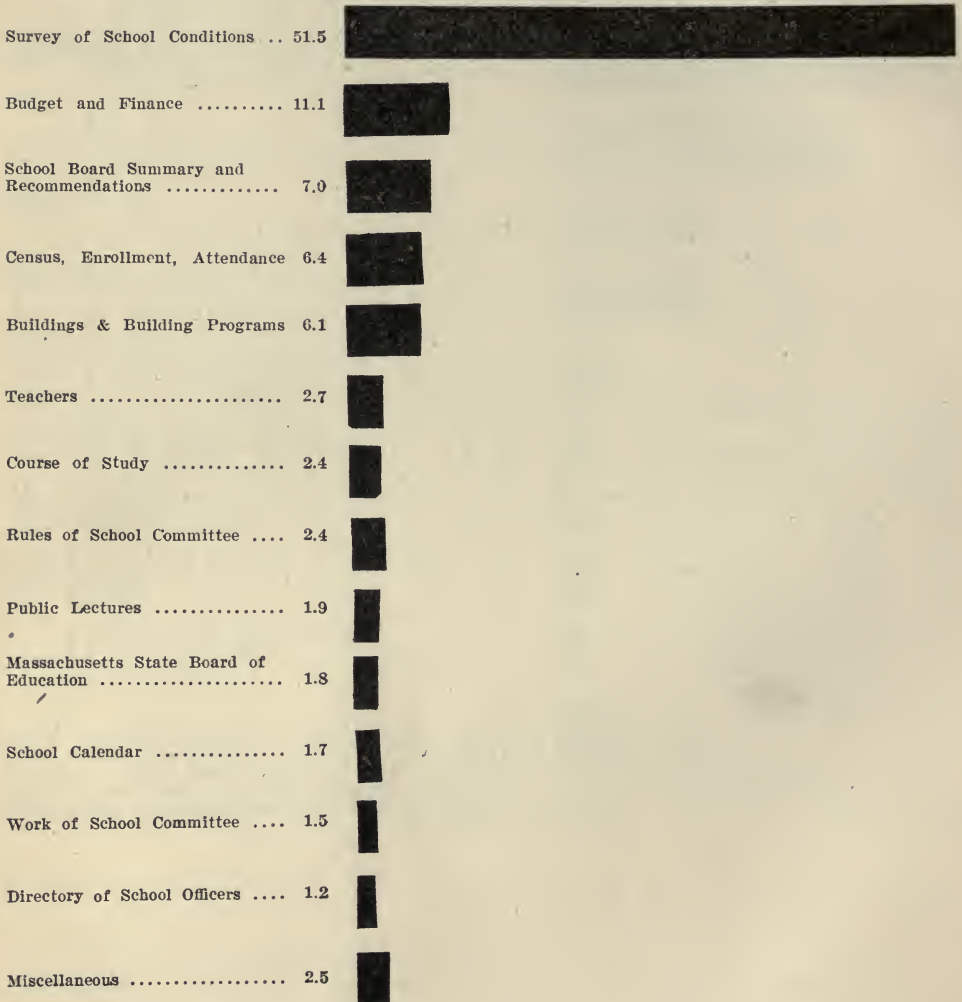 Survey of School Conditions .. 51.5
Budget and Finance .......... 11.1
School Board Summary and
Recommendations ............. 7.0
Census, Enrollment, Attendance 6.4
Buildings & Building Programs 6.1
Teachers ...................... 2.7
Course of Study .............. 2.4
Rules of School Committee .... 2.4
Public Lectures ............... 1.9
Massachusetts State Board of
Education ..................... 1.8
School Calendar ............... 1.7
Work of School Committee .... 1.5
Directory of School Officers .... 1.2
Miscellaneous .................. 2.5